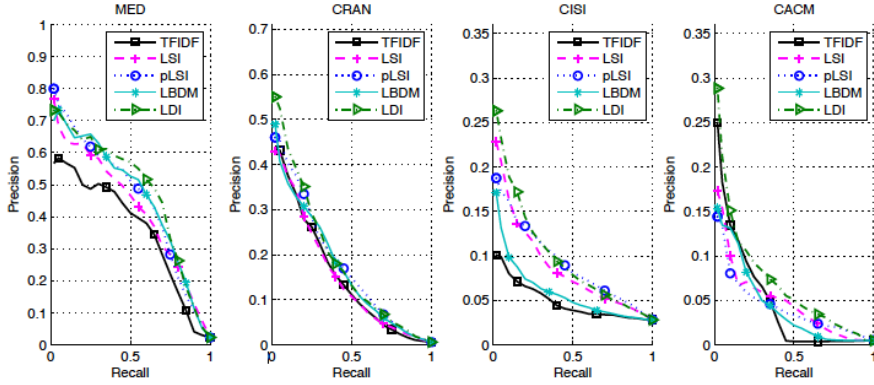 MED
Precision
1
0.9
0.8
0.7
0.6
0.5
0.4
0.3
0.2
0.1
0
TFIDF
LSI
pLSI
LBDM
LDI
0 0.5 1
Recall
CRAN
Precision
0.7
0.6
0.5
0.4
0.3
0.2
0.1
0
TFIDF
LSI
pLSI
LBDM
LDI
0 0.5 1
Recall
CISI
Precision
0.35
0.3
0.25
0.2
0.15
0.1
0.05
0
TFIDF
LSI
pLSI
LBDM
LDI
0 0.5 1
Recall
CACM
Precision
0.35
0.3
0.25
0.2
0.15
0.1
0.05
0
TFIDF
LSI
pLSI
LBDM
LDI
0 0.5 1
Recall